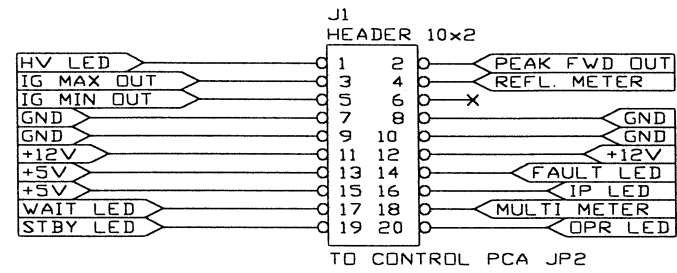 J1
HEADER 10x2
HV LED 1 2 PEAK FWD OUT
IG MAX OUT 3 4 REFL. METER
IG MIN OUT 5 6
GND 7 8 GND
GND 9 10 GND
+12V 11 12 +12V
+5V 13 14 FAULT LED
+5V 15 16 IP LED
WAIT LED 17 18 MULTI METER
STBY LED 19 20 OPR LED
TO CONTROL PCA JP2